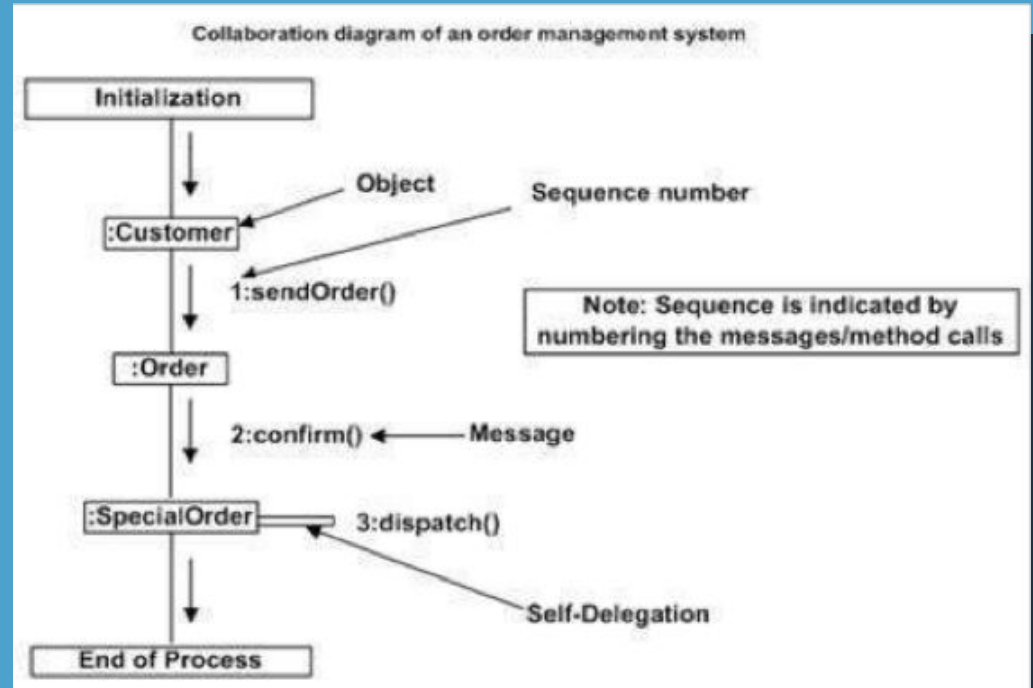 Collaboration diagram of an order management system
Initialization
Object
Sequence number
:Customer
1:sendOrder()
Note: Sequence is indicated by
numbering the messages/method calls
:Order
2:confirm()
Message
:SpecialOrder
3:dispatch()
Self-Delegation
End of Process